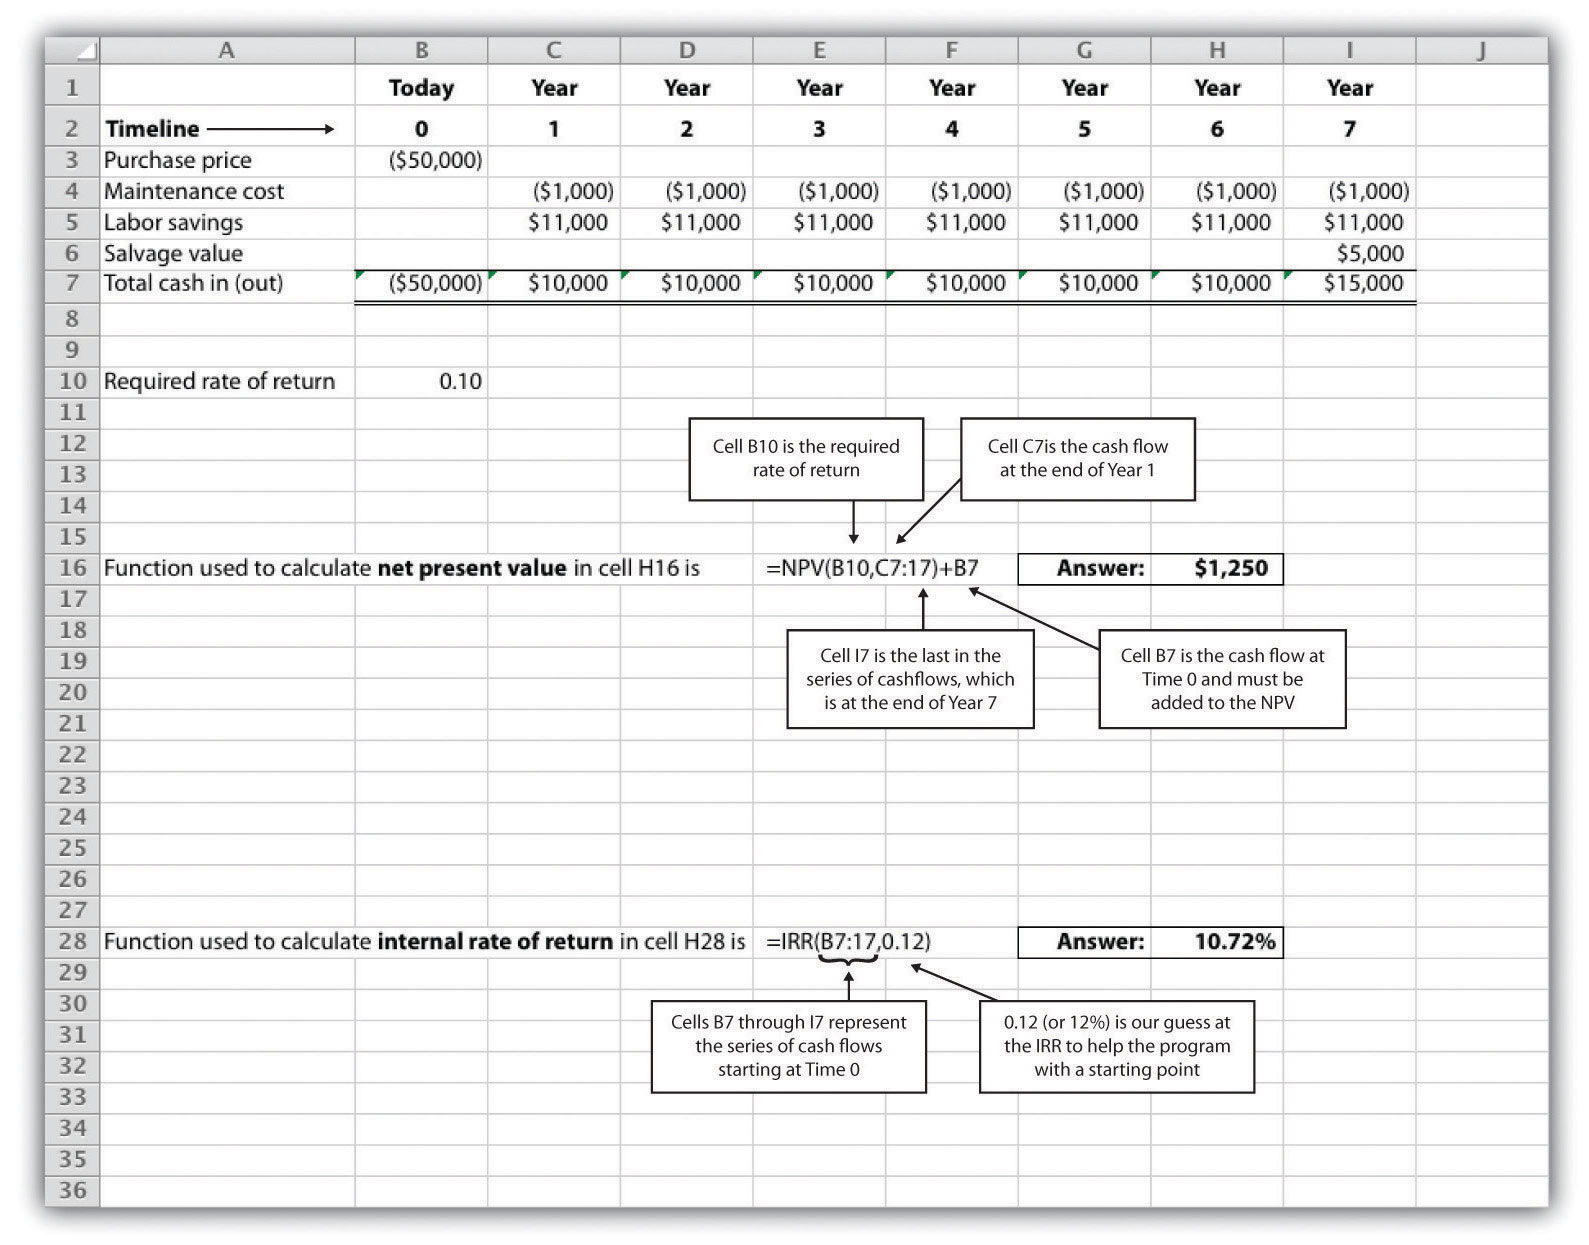 A B C D E F G H I J
1 Today Year Year Year Year Year Year Year
2 Timeline 0 1 2 3 4 5 6 7
3 Purchase price ($50,000)
4 Maintenance cost ($1,000) ($1,000) ($1,000) ($1,000) ($1,000) ($1,000) ($1,000)
5 Labor savings $11,000 $11,000 $11,000 $11,000 $11,000 $11,000 $11,000
6 Salvage value $5,000
7 Total cash in (out) ($50,000) $10,000 $10,000 $10,000 $10,000 $10,000 $10,000 $15,000
8
9
10 Required rate of return 0.10
11
12
13
14
15
Cell B10 is the required
rate of return
Cell C7is the cash flow
at the end of Year 1
16 Function used to calculate net present value in cell H16 is =NPV(B10,C7:17)+B7 Answer: $1,250
17
18
19
20
21
Cell I7 is the last in the
series of cashflows, which
is at the end of Year 7
Cell B7 is the cash flow at
Time 0 and must be
added to the NPV
22
23
24
25
26
27
28 Function used to calculate internal rate of return in cell H28 is =IRR(B7:17,0.12) Answer: 10.72%
29
30
31
32
33
Cells B7 through I7 represent
the series of cash flows
starting at Time 0
0.12 (or 12%) is our guess at
the IRR to help the program
with a starting point
34
35
36